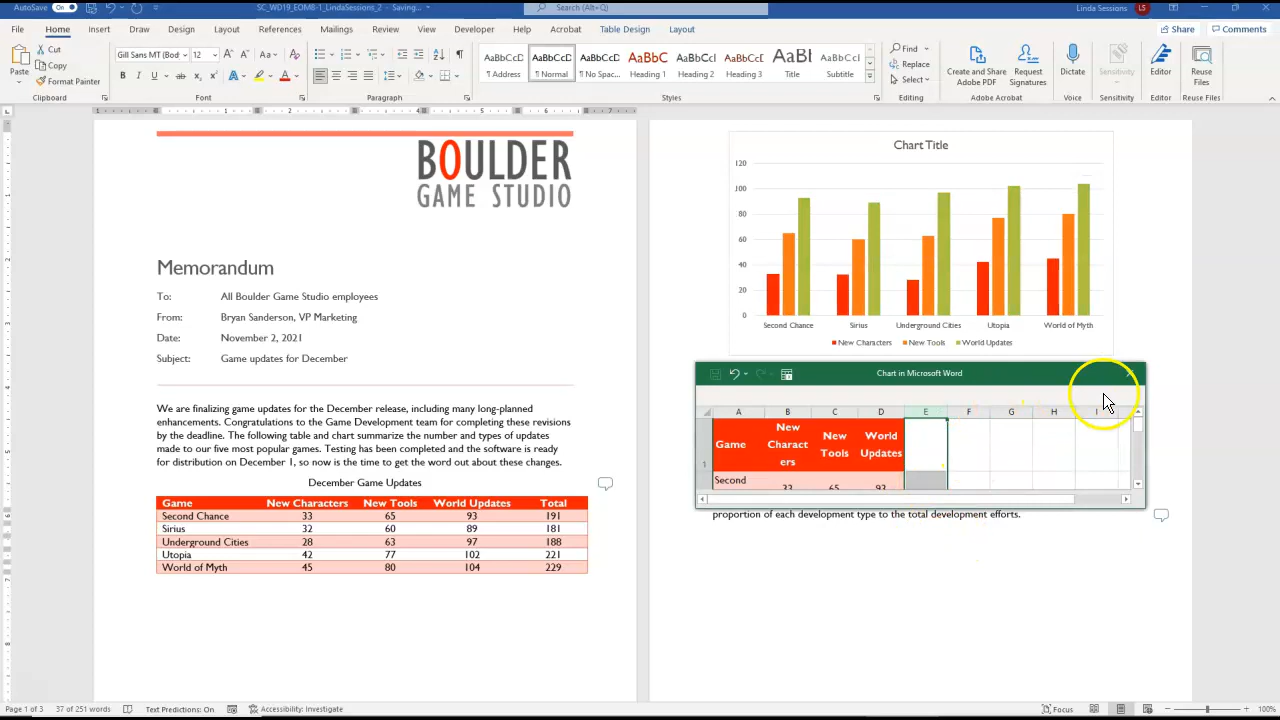 AutoSave On SC_WD19_EOM8-1_LindaSessions_2 - Saving... Search (Alt+Q) Linda Sessions LS
File Home Insert Draw Design Layout References Mailings Review View Developer Help Acrobat Table Design Layout Share Comments
Paste Cut Copy Format Painter
Gill Sans MT (Bod 12
AaBbCcD AaBbCcD AaBbCcD AaBbC AaBbCcC AaBbCcD AaBl AaBbCcC
¶ Address ¶ Normal ¶ No Spac... Heading 1 Heading 2 Heading 3 Title Subtitle
Find Replace Select
Create and Share Adobe PDF Request Signatures Dictate Sensitivity Editor Reuse Files
Clipboard Font Paragraph Styles Editing Adobe Acrobat Voice Sensitivity Editor Reuse Files
BOULDER
GAME STUDIO
Memorandum
To: All Boulder Game Studio employees
From: Bryan Sanderson, VP Marketing
Date: November 2, 2021
Subject: Game updates for December
We are finalizing game updates for the December release, including many long-planned
enhancements. Congratulations to the Game Development team for completing these revisions
by the deadline. The following table and chart summarize the number and types of updates
made to our five most popular games. Testing has been completed and the software is ready
for distribution on December 1, so now is the time to get the word out about these changes.
December Game Updates
Game New Characters New Tools World Updates Total
Second Chance 33 65 93 191
Sirius 32 60 89 181
Underground Cities 28 63 97 188
Utopia 42 77 102 221
World of Myth 45 80 104 229
Chart Title
120
100
80
60
40
20
0
Second Chance Sirius Underground Cities Utopia World of Myth
New Characters New Tools World Updates
Chart in Microsoft Word
A B C D E F G H I
1 Game New Charact ers New Tools World Updates
Second 33 65 93
proportion of each development type to the total development efforts.
Page 1 of 3 37 of 251 words Text Predictions: On Accessibility: Investigate Focus 100%